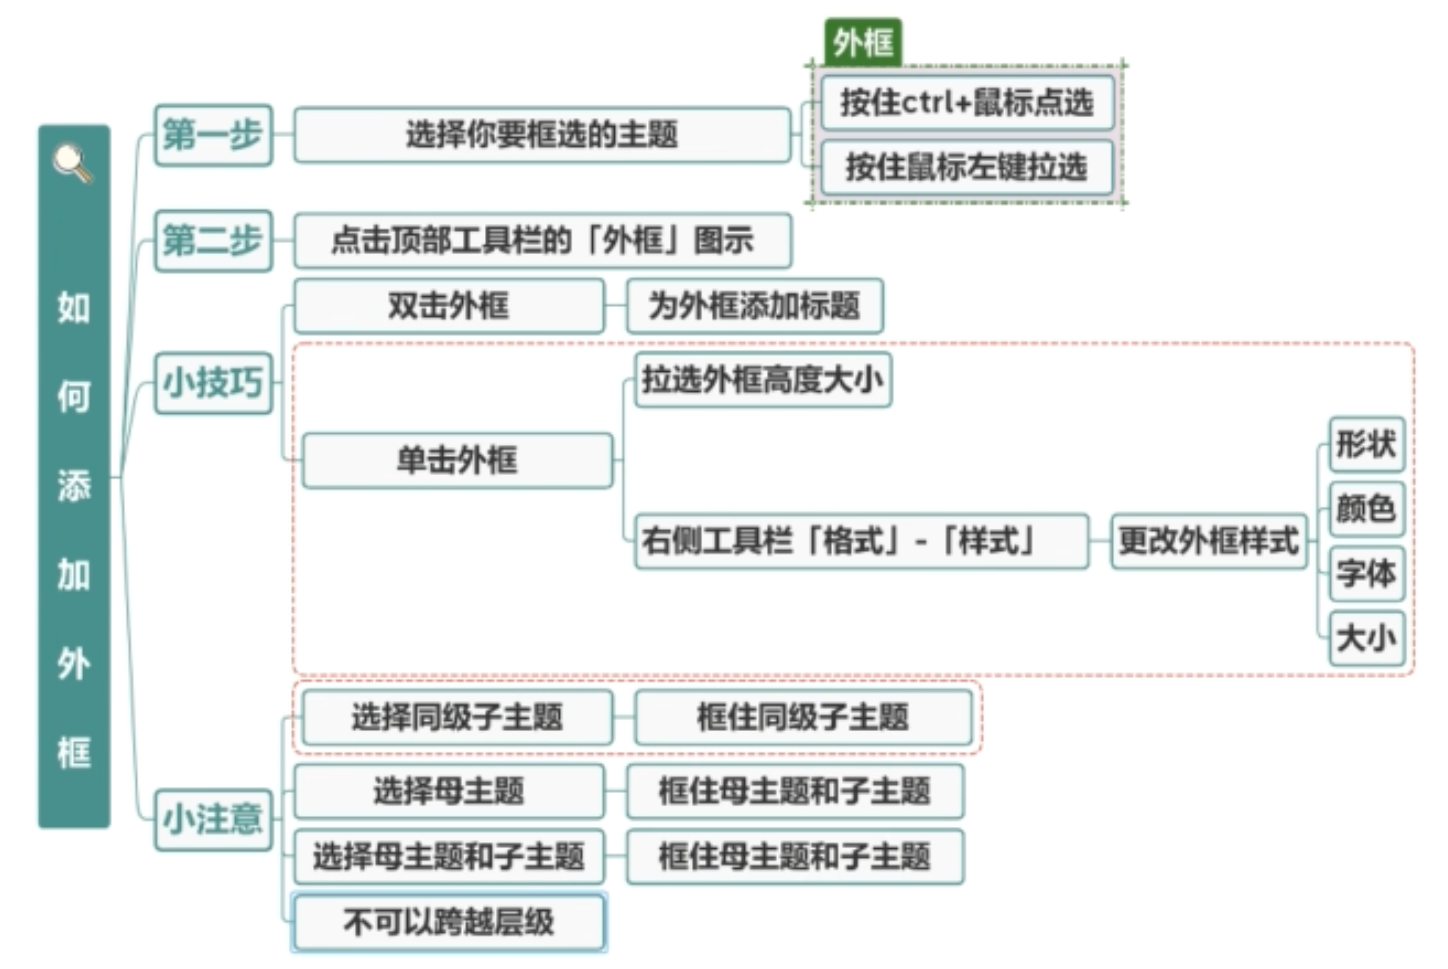 如何添加外框
第一步
选择你要框选的主题
外框
按住ctrl+鼠标点选
按住鼠标左键拉选
第二步
点击顶部工具栏的「外框」图示
小技巧
双击外框
为外框添加标题
单击外框
拉选外框高度大小
右侧工具栏「格式」-「样式」
更改外框样式
形状
颜色
字体
大小
小注意
选择同级子主题
框住同级子主题
选择母主题
框住母主题和子主题
选择母主题和子主题
框住母主题和子主题
不可以跨越层级